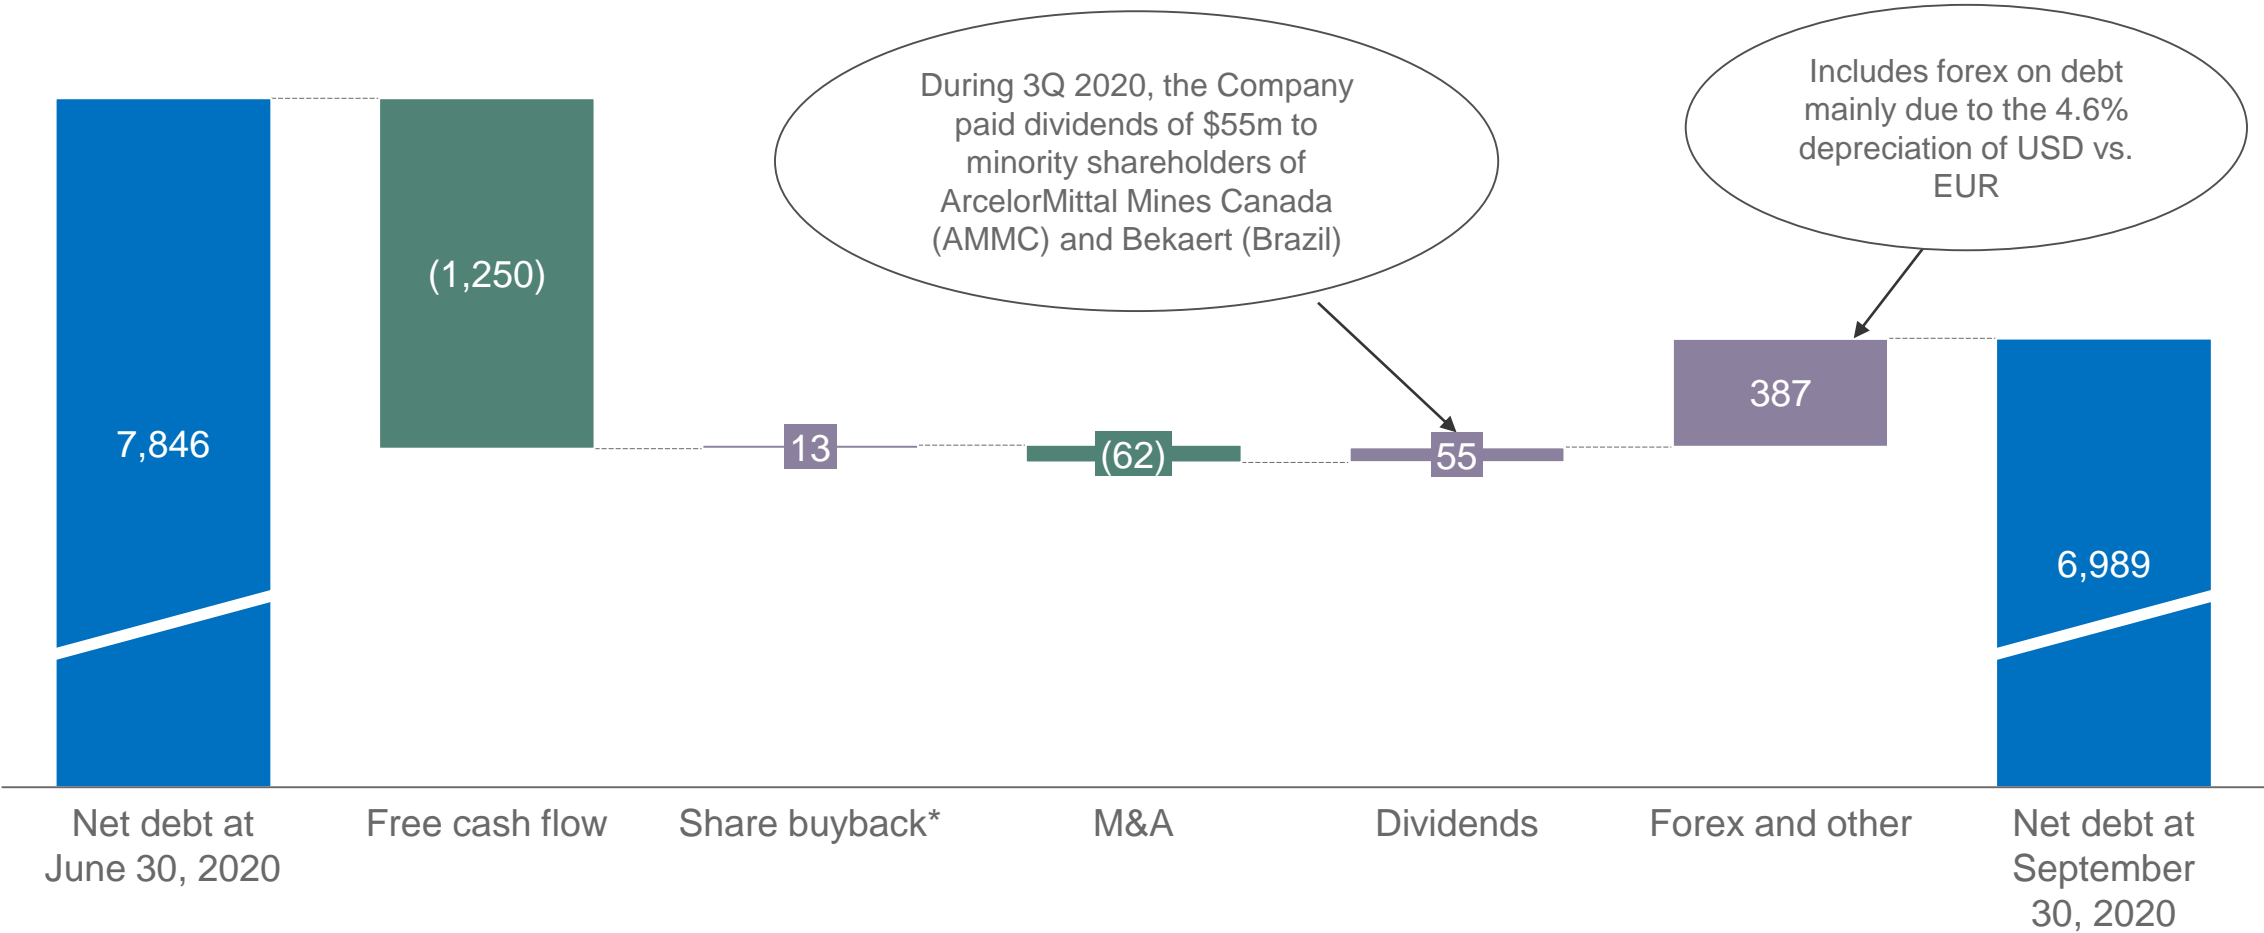 During 3Q 2020, the Company
paid dividends of $55m to
minority shareholders of
ArcelorMittal Mines Canada
(AMMC) and Bekaert (Brazil)
Includes forex on debt
mainly due to the 4.6%
depreciation of USD vs.
EUR
7,846
(1,250)
13
(62)
55
387
6,989
Net debt at
June 30, 2020
Free cash flow
Share buyback*
M&A
Dividends
Forex and other
Net debt at
September
30, 2020